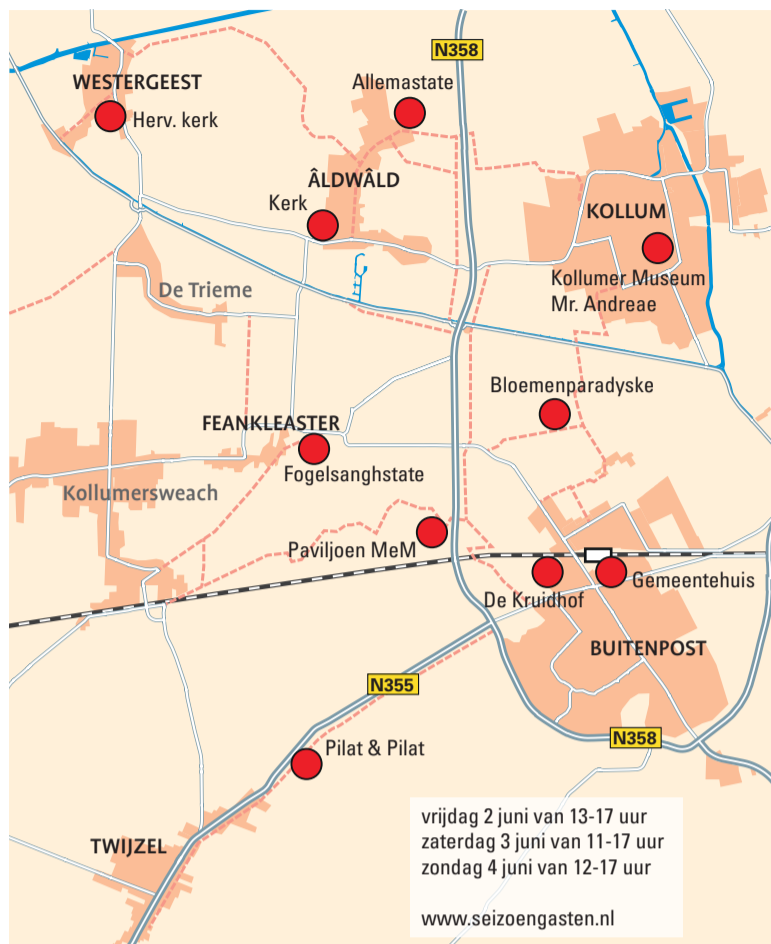 N358
WESTERGEEST
Herv. kerk
Allemastate
ÂLDWÂLD
Kerk
KOLLUM
Kollumer Museum
Mr. Andreae
De Trieme
Bloemenparadyske
FEANKLEASTER
Fogelsanghstate
Kollumersweach
Paviljoen MeM
De Kruidhof
Gemeentehuis
BUITENPOST
N355
N358
Pilat & Pilat
TWIJZEL
vrijdag 2 juni van 13-17 uur
zaterdag 3 juni van 11-17 uur
zondag 4 juni van 12-17 uur
www.seizoengasten.nl